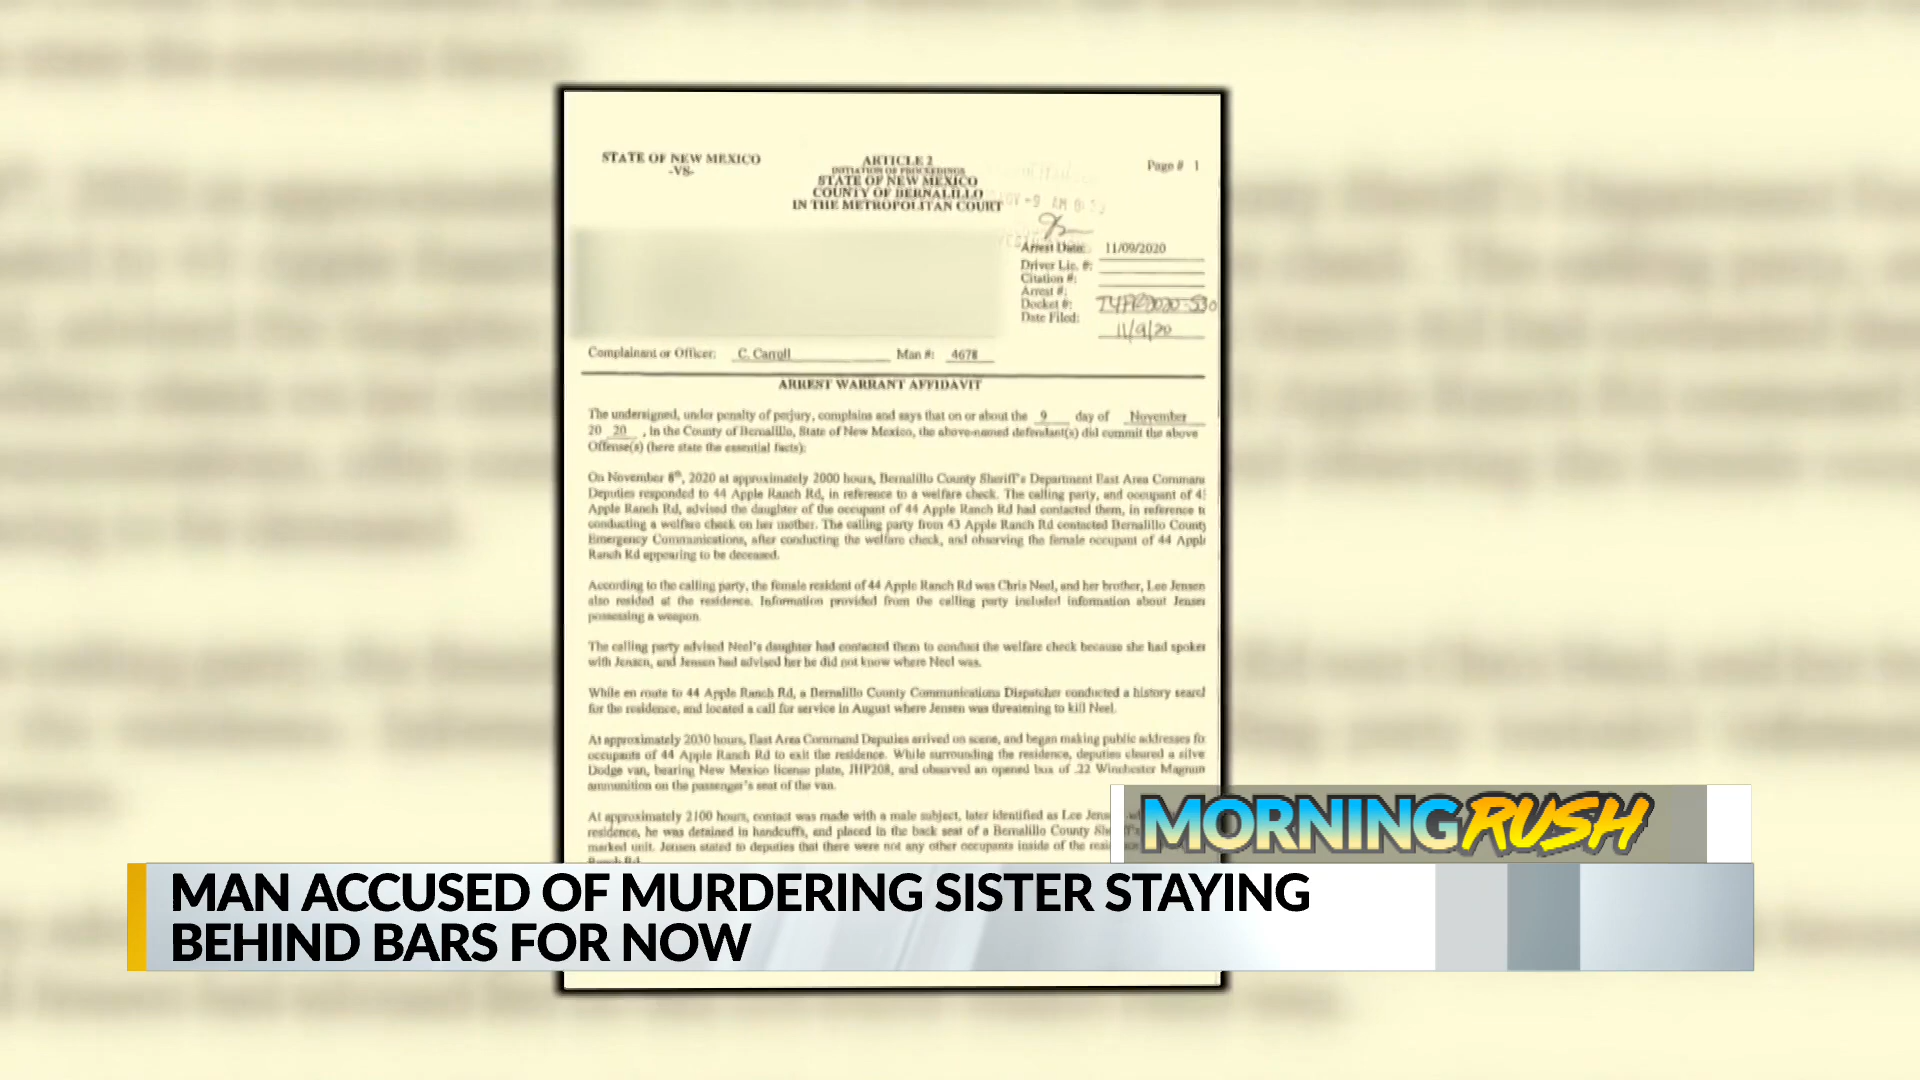 STATE OF NEW MEXICO
-VS-
ARTICLE 2
INITIATION OF PROCEEDINGS
STATE OF NEW MEXICO
COUNTY OF BERNALILLO
IN THE METROPOLITAN COURT
Page # 1
Arrest Date: 11/09/2020
Driver Lic. #:
Citation #:
Arrest #:
Docket #:
Date Filed: 11/9/20
Complainant or Officer: C. Carroll Man #: 4678
ARREST WARRANT AFFIDAVIT
The undersigned, under penalty of perjury, complains and says that on or about the 9 day of November
20 20 , in the County of Bernalillo, State of New Mexico, the above-named defendant(s) did commit the above
Offense(s) (here state the essential facts):
On November 8th, 2020 at approximately 2000 hours, Bernalillo County Sheriff's Department East Area Comman
Deputies responded to 44 Apple Ranch Rd, in reference to a welfare check. The calling party, and occupant of 4
Apple Ranch Rd, advised the daughter of the occupant of 44 Apple Ranch Rd had contacted them, in reference t
conducting a welfare check on her mother. The calling party from 43 Apple Ranch Rd contacted Bernalillo County
Emergency Communications, after conducting the welfare check, and observing the female occupant of 44 Appl
Ranch Rd appearing to be deceased.
According to the calling party, the female resident of 44 Apple Ranch Rd was Chris Neel, and her brother, Lee Jensen
also resided at the residence. Information provided from the calling party included information about Jensen
possessing a weapon.
The calling party advised Neel's daughter had contacted them to conduct the welfare check because she had spoken
with Jensen, and Jensen had advised her he did not know where Neel was.
While en route to 44 Apple Ranch Rd, a Bernalillo County Communications Dispatcher conducted a history search
for the residence, and located a call for service in August where Jensen was threatening to kill Neel.
At approximately 2030 hours, East Area Command Deputies arrived on scene, and began making public addresses fo
occupants of 44 Apple Ranch Rd to exit the residence. While surrounding the residence, deputies cleared a silve
Dodge van, bearing New Mexico license plate, JHP208, and observed an opened box of .22 Winchester Magnum
ammunition on the passenger's seat of the van.
At approximately 2100 hours, contact was made with a male subject, later identified as Lee Jens
residence, he was detained in handcuffs, and placed in the back seat of a Bernalillo County She
marked unit. Jensen stated to deputies that there were not any other occupants inside of the resi
Ranch Rd.
MORNING RUSH
MAN ACCUSED OF MURDERING SISTER STAYING
BEHIND BARS FOR NOW